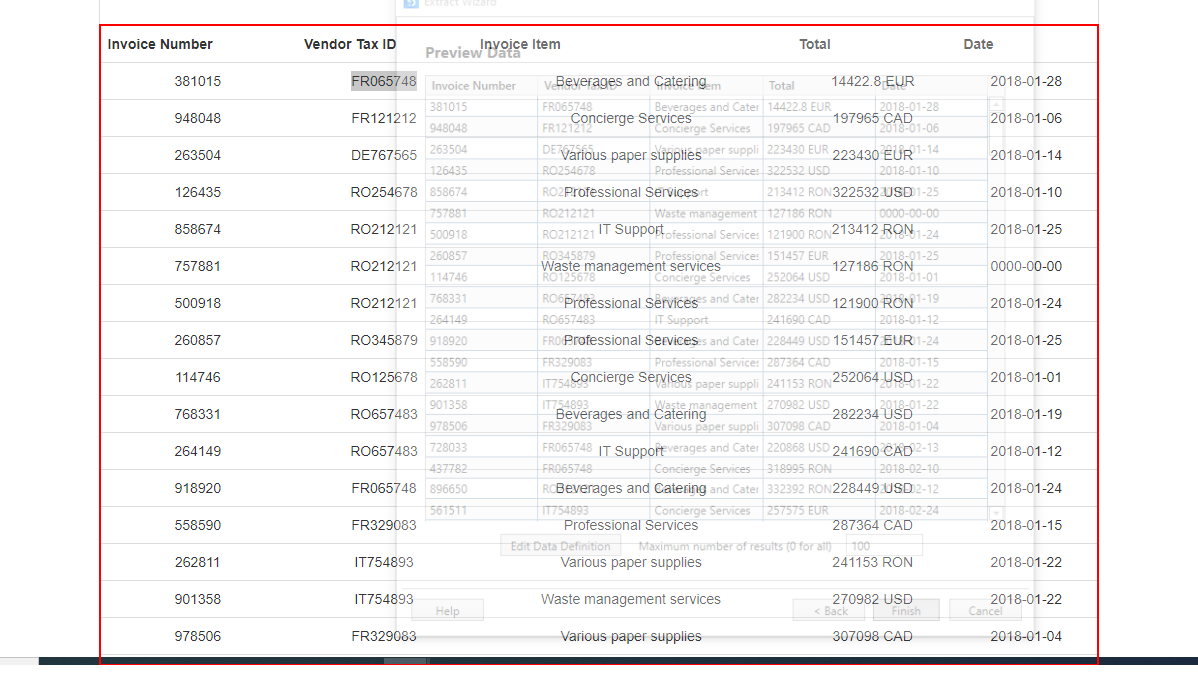 Extract Wizard
Invoice Number Vendor Tax ID Invoice Item Total Date
381015 FR065748 Beverages and Catering 14422.8 EUR 2018-01-28
948048 FR121212 Concierge Services 197965 CAD 2018-01-06
263504 DE767565 Various paper supplies 223430 EUR 2018-01-14
126435 RO254678 Professional Services 322532 USD 2018-01-10
858674 RO212121 IT Support 213412 RON 2018-01-25
757881 RO212121 Waste management services 127186 RON 0000-00-00
500918 RO212121 Professional Services 121900 RON 2018-01-24
260857 RO345879 Professional Services 151457 EUR 2018-01-25
114746 RO125678 Concierge Services 252064 USD 2018-01-01
768331 RO657483 Beverages and Catering 282234 USD 2018-01-19
264149 RO657483 IT Support 241690 CAD 2018-01-12
918920 FR065748 Beverages and Catering 228449 USD 2018-01-24
558590 FR329083 Professional Services 287364 CAD 2018-01-15
262811 IT754893 Various paper supplies 241153 RON 2018-01-22
901358 IT754893 Waste management services 270982 USD 2018-01-22
978506 FR329083 Various paper supplies 307098 CAD 2018-01-04
Preview Data
Invoice Number Vendor Tax ID Invoice Item Total Date
381015 FR065748 Beverages and Cater 14422.8 EUR 2018-01-28
948048 FR121212 Concierge Services 197965 CAD 2018-01-06
263504 DE767565 Various paper suppli 223430 EUR 2018-01-14
126435 RO254678 Professional Services 322532 USD
858674 IT Support 213412 RON 2018-01-25
757881 RO212121 Waste management 127186 RON 0000-00-00
500918 RO212121 Professional Services 121900 RON 2018-01-24
260857 RO345879 Professional Services 151457 EUR 2018-01-25
114746 RO125678 Concierge Services 252064 USD 2018-01-01
768331 RO657483 Beverages and Cater 282234 USD 2018-01-19
264149 RO657483 IT Support 241690 CAD 2018-01-12
918920 FR065748 Beverages and Cater 228449 USD 2018-01-24
558590 FR329083 Professional Services 287364 CAD 2018-01-15
262811 IT754893 Various paper suppli 241153 RON 2018-01-22
901358 IT754893 Waste management 270982 USD 2018-01-22
978506 FR329083 Various paper suppli 307098 CAD 2018-01-04
728033 FR065748 Beverages and Cater 220868 USD 2018-02-13
437782 FR065748 Concierge Services 318995 RON 2018-02-10
896650 Beverages and Cater 332392 RON 2018-02-12
561511 IT754893 Concierge Services 257575 EUR 2018-02-24
Edit Data Definition Maximum number of results (0 for all) 100
Help < Back Finish Cancel